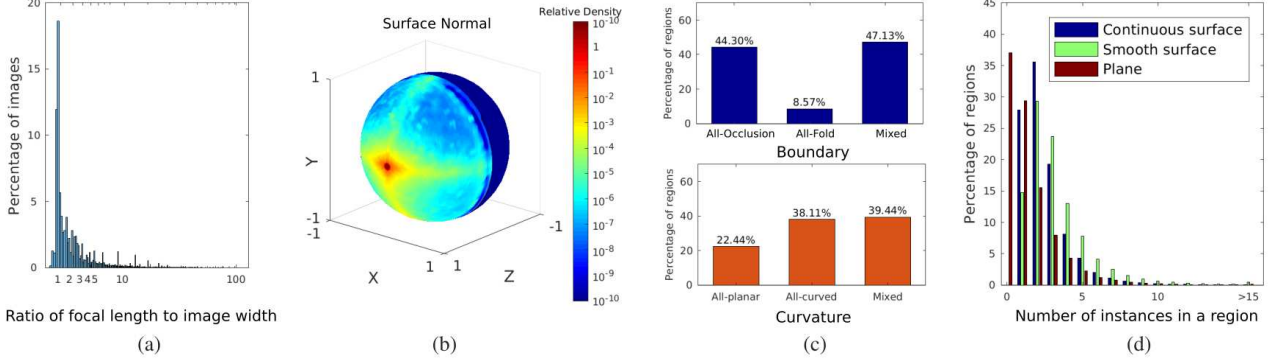 20
15
10
5
0
Percentage of images
1 2 3 4 5 10 100
Ratio of focal length to image width
(a)
Surface Normal
1
Y
-1
-1
X
1
1
Z
-1
Relative Density
10^-10
1
10^-1
10^-2
10^-3
10^-4
10^-5
10^-6
10^-7
10^-8
10^-9
10^-10
(b)
60
40
20
0
Percentage of regions
44.30%
8.57%
47.13%
All-Occlusion All-Fold Mixed
Boundary
60
40
20
0
Percentage of regions
22.44%
38.11%
39.44%
All-planar All-curved Mixed
Curvature
(c)
45
40
35
30
25
20
15
10
5
0
Percentage of regions
Continuous surface
Smooth surface
Plane
0 5 10 >15
Number of instances in a region
(d)